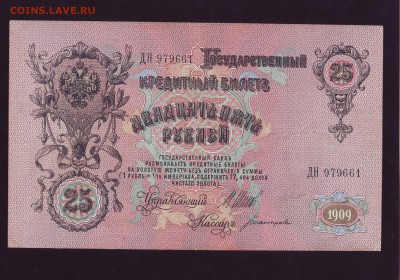 COINS.LAVE.RU
ДН 979661
Государственный
25
Кредитный Билетъ
Двадцать пять
рублей
Государственный Банкъ
размѣниваетъ кредитные билеты
на золотую монету безъ ограниченія суммы
(1 рубль = 1/15 имперіала, содержитъ 17,424 долей
чистаго золота).
ДН 979661
25
Управляющій
Кассиръ
1909